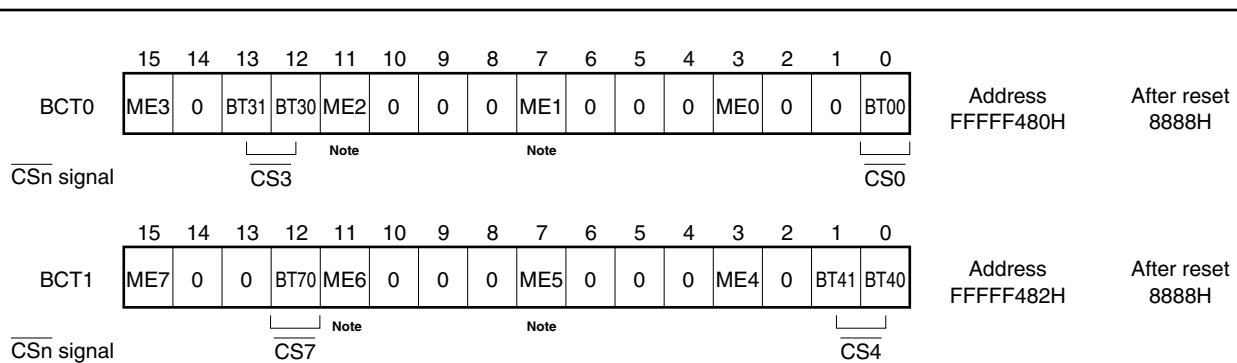 15 14 13 12 11 10 9 8 7 6 5 4 3 2 1 0
BCT0 ME3 0 BT31 BT30 ME2 0 0 0 ME1 0 0 0 ME0 0 0 BT00 Address FFFFF480H After reset 8888H
Note Note
CSn signal CS3 CS0
15 14 13 12 11 10 9 8 7 6 5 4 3 2 1 0
BCT1 ME7 0 0 BT70 ME6 0 0 0 ME5 0 0 0 ME4 0 BT41 BT40 Address FFFFF482H After reset 8888H
Note Note
CSn signal CS7 CS4